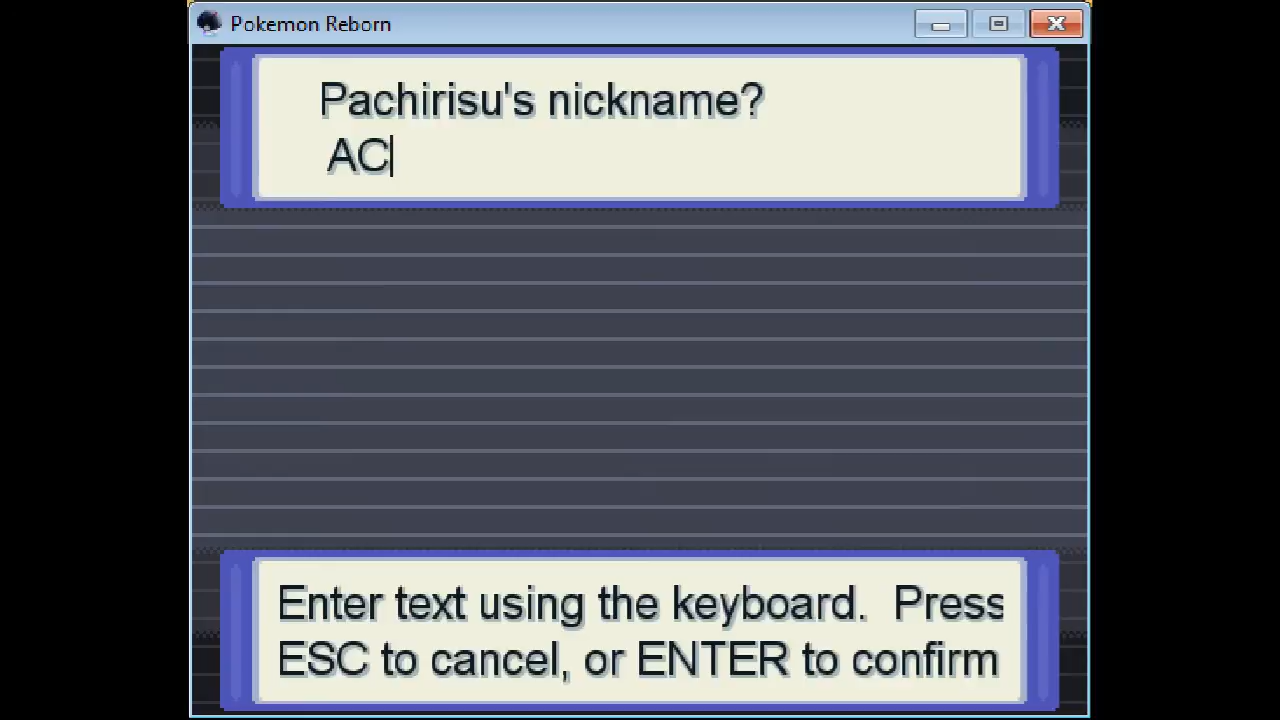 Pokemon Reborn
Pachirisu's nickname?
AC
Enter text using the keyboard.  Press
ESC to cancel, or ENTER to confirm